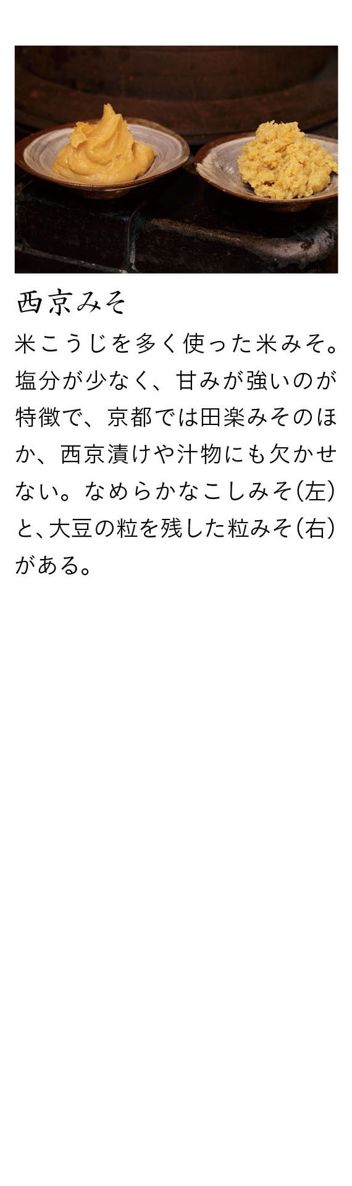 西京みそ
米こうじを多く使った米みそ。
塩分が少なく、甘みが強いのが
特徴で、京都では田楽みそのほ
か、西京漬けや汁物にも欠かせ
ない。なめらかなこしみそ(左)
と、大豆の粒を残した粒みそ(右)
がある。